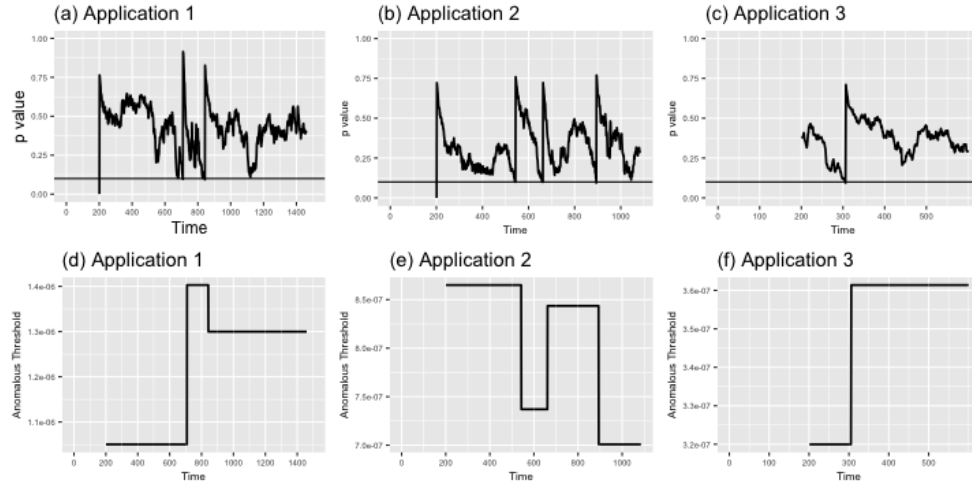 (a) Application 1
(b) Application 2
(c) Application 3
p value
1.00
0.75
0.50
0.25
0.00
0 200 400 600 800 1000 1200 1400
Time
p value
1.00
0.75
0.50
0.25
0.00
0 200 400 600 800 1000
Time
p value
1.00
0.75
0.50
0.25
0.00
0 100 200 300 400 500
Time
(d) Application 1
(e) Application 2
(f) Application 3
Anomalous Threshold
1.4e-06
1.3e-06
1.2e-06
1.1e-06
0 200 400 600 800 1000 1200 1400
Time
Anomalous Threshold
8.5e-07
8.0e-07
7.5e-07
7.0e-07
0 200 400 600 800 1000
Time
Anomalous Threshold
3.6e-07
3.5e-07
3.4e-07
3.3e-07
3.2e-07
0 100 200 300 400 500
Time